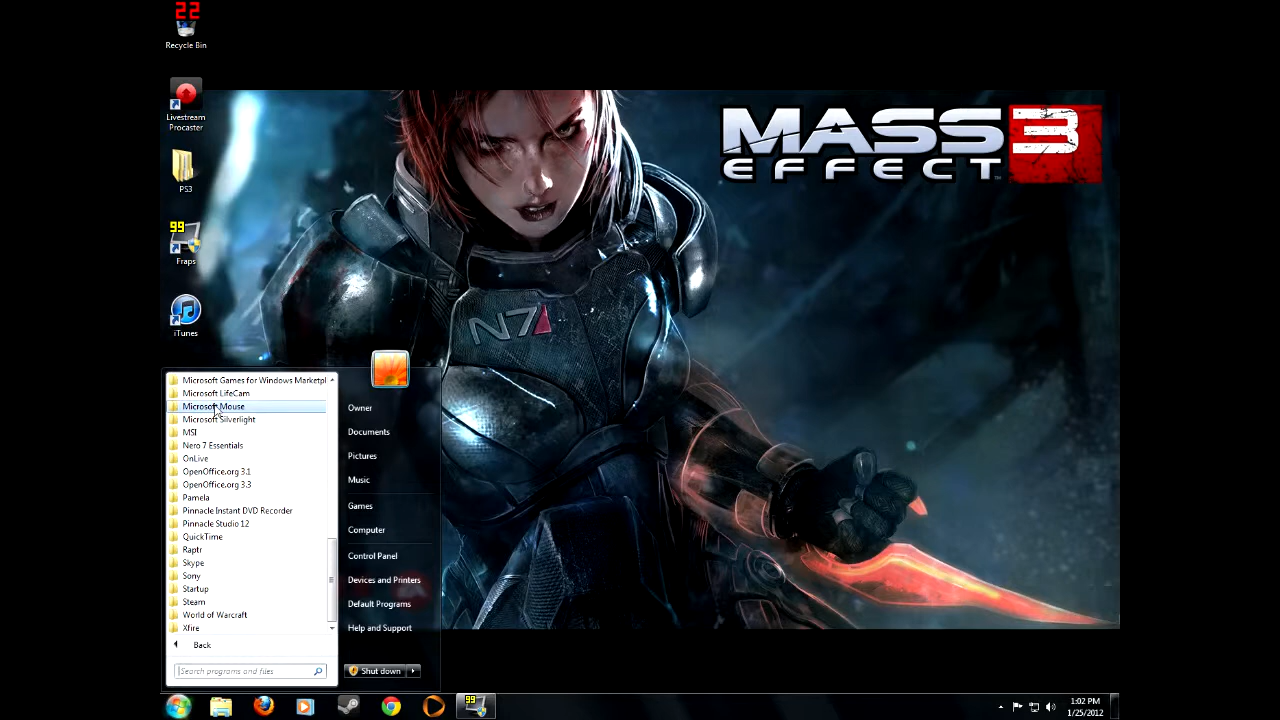 22
Recycle Bin
Livestream
Procaster
PS3
99
Fraps
iTunes
MASS 3
EFFECT
N7
Microsoft Games for Windows Marketpl
Microsoft LifeCam
Microsoft Mouse
Microsoft Silverlight
MSI
Nero 7 Essentials
OnLive
OpenOffice.org 3.1
OpenOffice.org 3.3
Pamela
Pinnacle Instant DVD Recorder
Pinnacle Studio 12
QuickTime
Raptr
Skype
Sony
Startup
Steam
World of Warcraft
Xfire
Back
Search programs and files
Owner
Documents
Pictures
Music
Games
Computer
Control Panel
Devices and Printers
Default Programs
Help and Support
Shut down
99
1:02 PM
1/25/2012